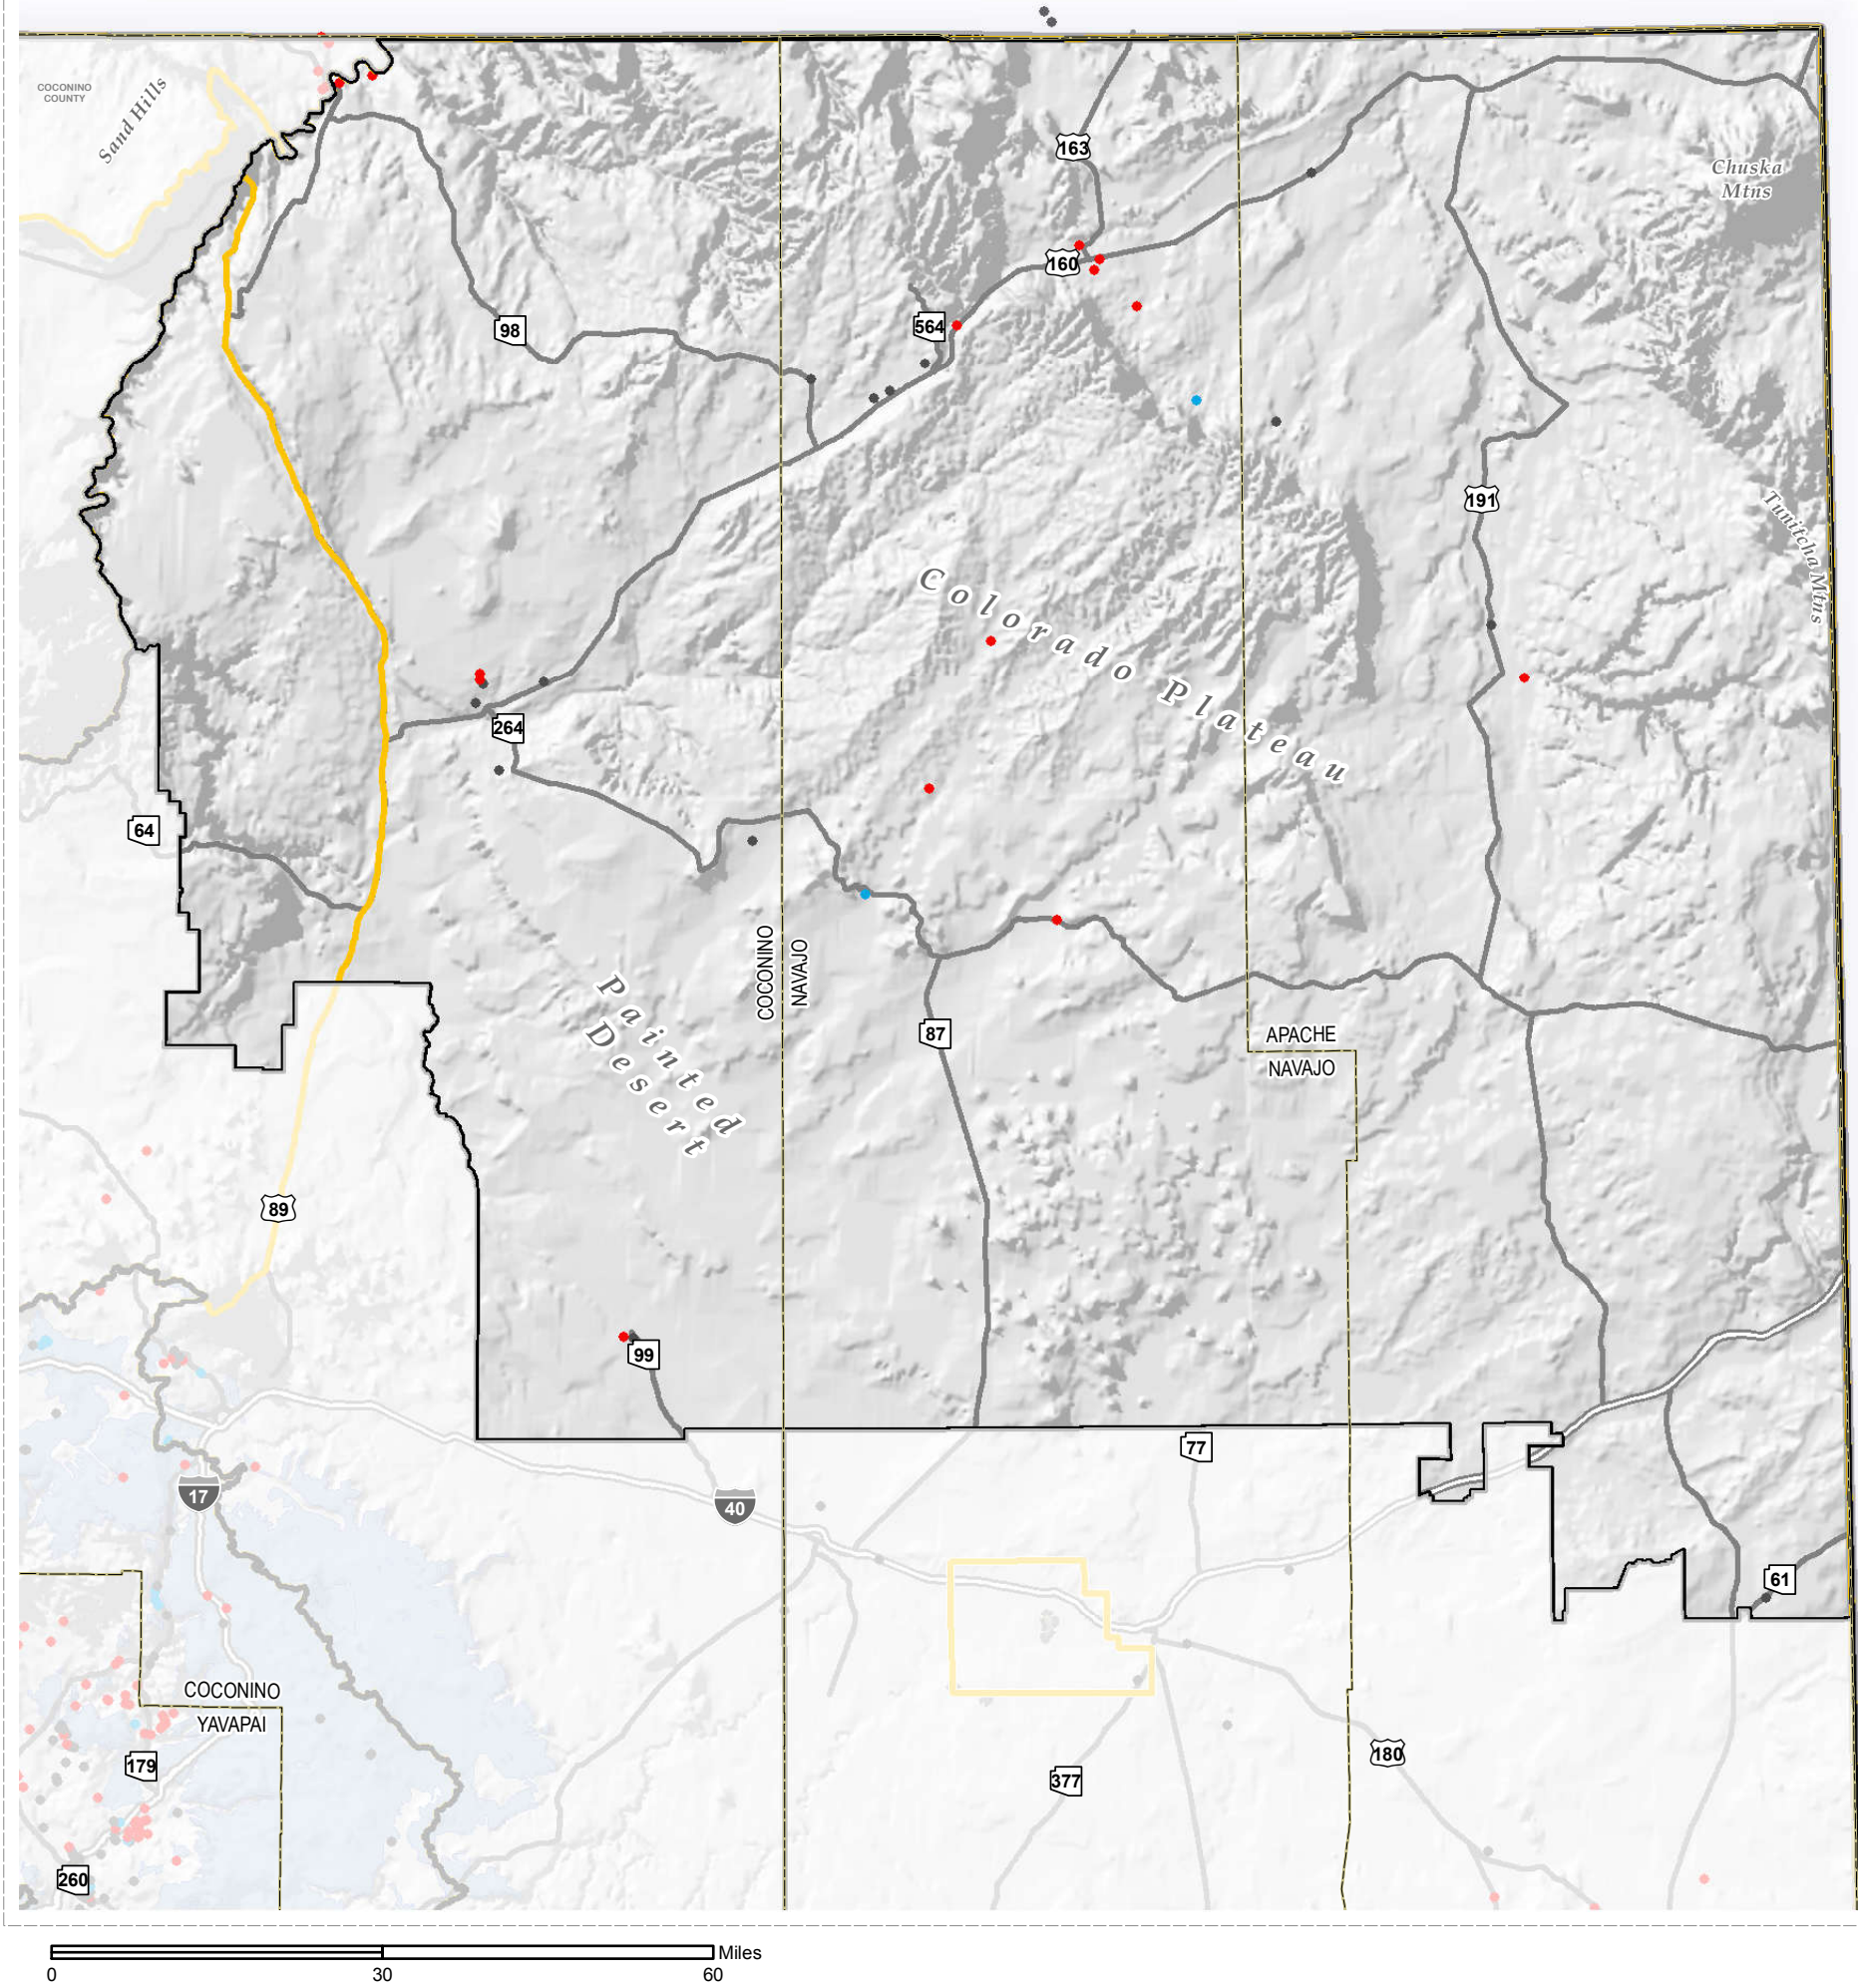 COCONINO
COUNTY
Sand Hills
163
Chuska
Mtns
160
98
564
191
Tunitcha Mtns
Colorado Plateau
264
64
COCONINO
NAVAJO
Painted
Desert
87
APACHE
NAVAJO
89
99
77
17
40
61
COCONINO
YAVAPAI
179
180
377
260
Miles
0
30
60